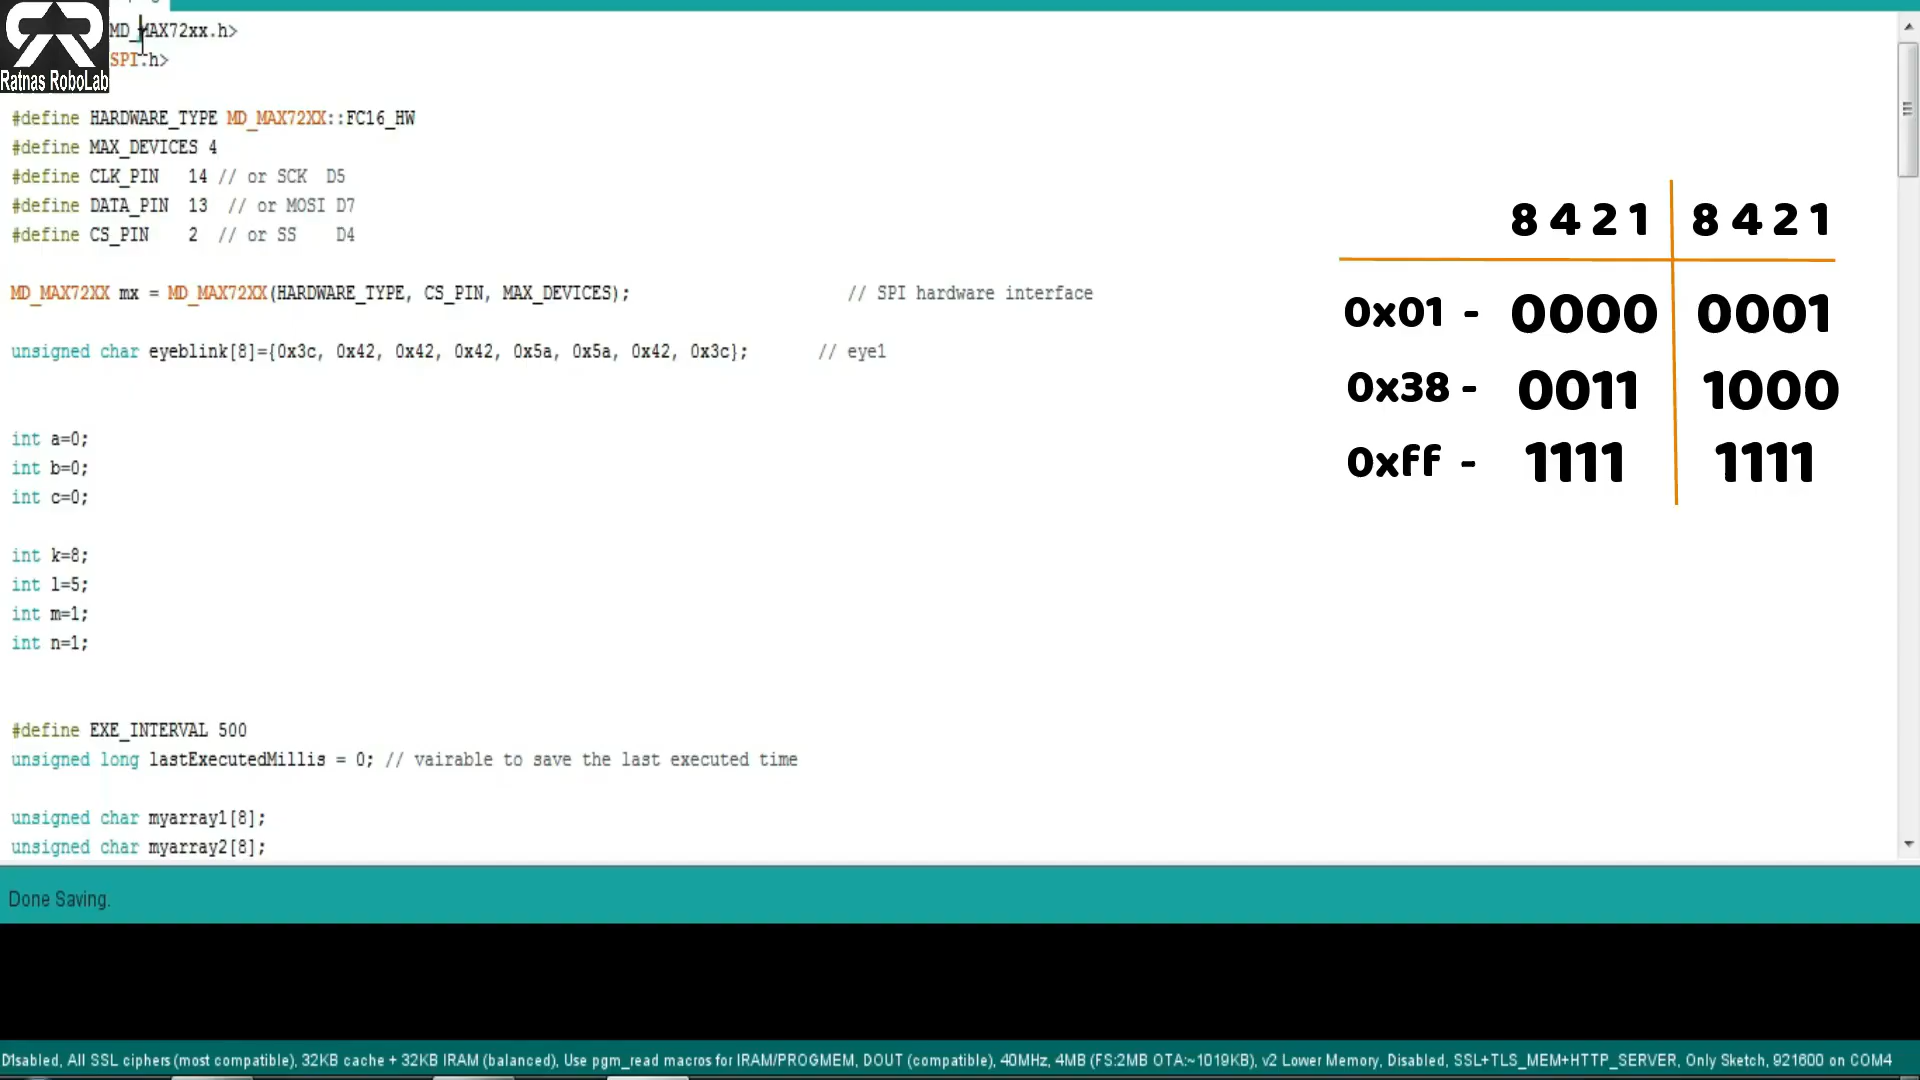 MD_MAX72xx.h>
SPI.h>
Ratnas RoboLab
#define HARDWARE_TYPE MD_MAX72XX::FC16_HW
#define MAX_DEVICES 4
#define CLK_PIN 14 // or SCK D5
#define DATA_PIN 13 // or MOSI D7
#define CS_PIN 2 // or SS D4
MD_MAX72XX mx = MD_MAX72XX(HARDWARE_TYPE, CS_PIN, MAX_DEVICES); // SPI hardware interface
unsigned char eyeblink[8]={0x3c, 0x42, 0x42, 0x42, 0x5a, 0x5a, 0x42, 0x3c}; // eye1
int a=0;
int b=0;
int c=0;
int k=8;
int l=5;
int m=1;
int n=1;
#define EXE_INTERVAL 500
unsigned long lastExecutedMillis = 0; // vairable to save the last executed time
unsigned char myarray1[8];
unsigned char myarray2[8];
8 4 2 1 8 4 2 1
0x01 - 0000 0001
0x38 - 0011 1000
0xff - 1111 1111
Done Saving.
Disabled, All SSL ciphers (most compatible), 32KB cache + 32KB IRAM (balanced), Use pgm_read macros for IRAM/PROGMEM, DOUT (compatible), 40MHz, 4MB (FS:2MB OTA:~1019KB), v2 Lower Memory, Disabled, SSL+TLS_MEM+HTTP_SERVER, Only Sketch, 921600 on COM4